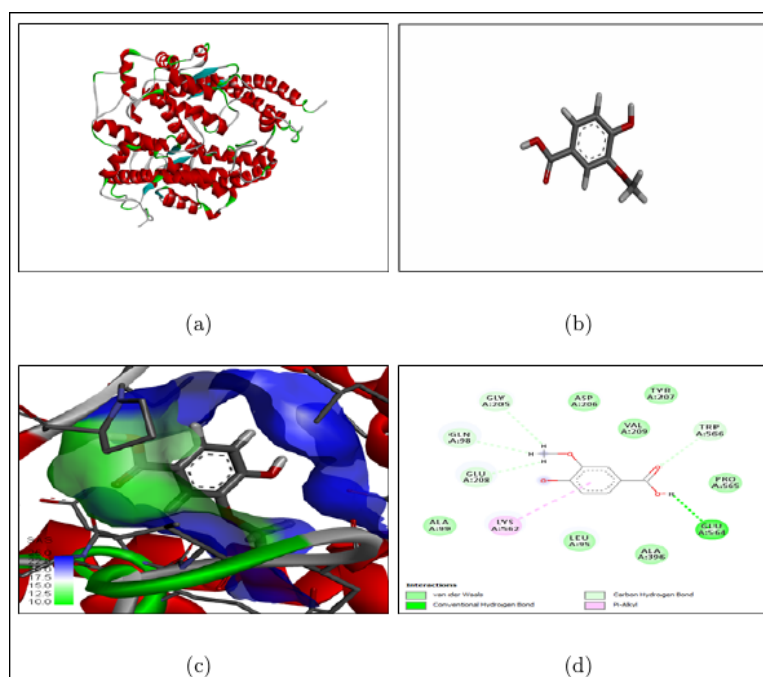 (a)
(b)
(c)
17.5
15.0
12.5
10.0
(d)
GLY
A:205
ASP
A:206
TYR
A:207
GLN
A:98
VAL
A:209
TRP
A:566
GLU
A:208
PRO
A:565
ALA
A:99
LYS
A:562
LEU
A:95
ALA
A:396
GLU
A:564
H
H
H
O
O
O
O
H
Interactions
van der Waals
Conventional Hydrogen Bond
Carbon Hydrogen Bond
Pi-Alkyl